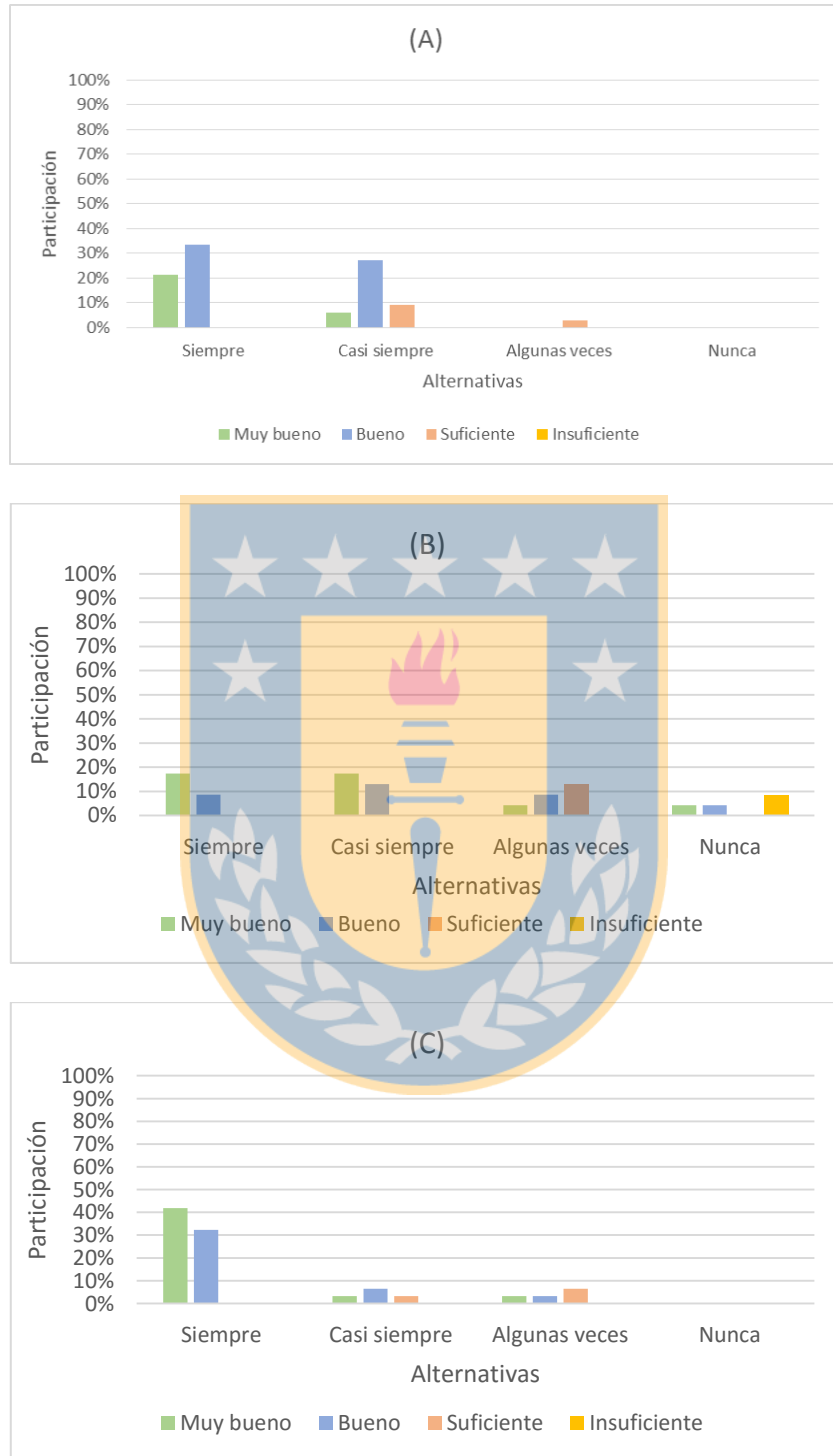 (A)
Participación
100%
90%
80%
70%
60%
50%
40%
30%
20%
10%
0%
Siempre Casi siempre Algunas veces Nunca
Alternativas
Muy bueno Bueno Suficiente Insuficiente
(B)
Participación
100%
90%
80%
70%
60%
50%
40%
30%
20%
10%
0%
Siempre Casi siempre Algunas veces Nunca
Alternativas
Muy bueno Bueno Suficiente Insuficiente
(C)
Participación
100%
90%
80%
70%
60%
50%
40%
30%
20%
10%
0%
Siempre Casi siempre Algunas veces Nunca
Alternativas
Muy bueno Bueno Suficiente Insuficiente